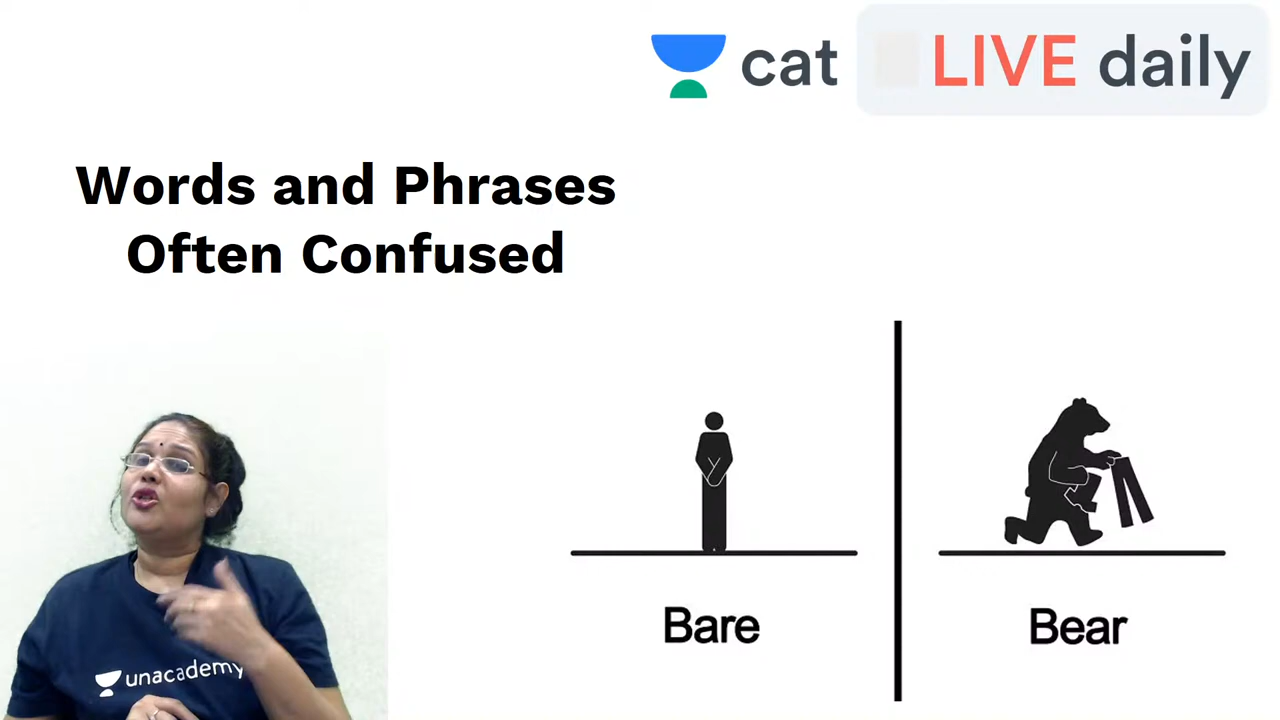 cat LIVE daily
Words and Phrases
Often Confused
unacademy
Bare
Bear